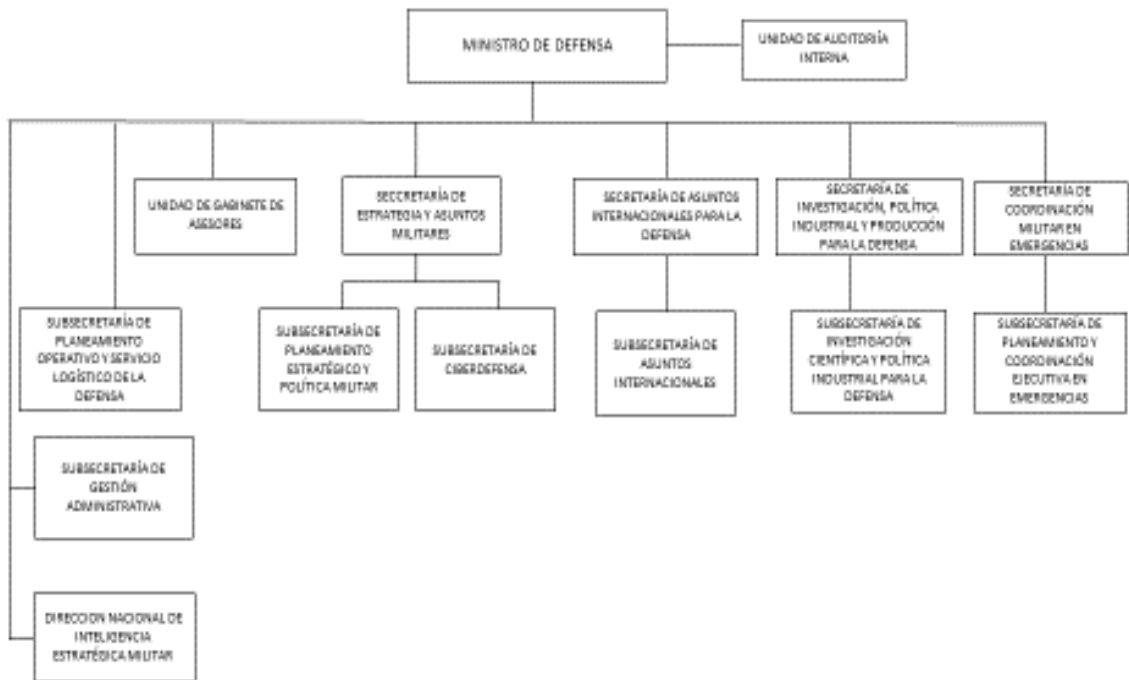 MINISTRO DE DEFENSA
UNIDAD DE AUDITORIÍA
INTERNA
UNIDAD DE GABINETE DE
ASESORES
SECCRETARÍA DE
ESTRATEGIA Y ASUNTOS
MILITARES
SECRETARÍA DE ASUNTOS
INTERNACIONALES PARA LA
DEFENSA
SECRETARÍA DE
INVESTIGACIÓN, POLÍTICA
INDUSTRIAL Y PRODUCCIÓN
PARA LA DEFENSA
SECRETARÍA DE
COORDINACIÓN
MILITAR EN
EMERGENCIAS
SUBSECRETARÍA DE
PLANEAMIENTO
OPERATIVO Y SERVICIO
LOGÍSTICO DE LA
DEFENSA
SUBSECRETARÍA DE
PLANEAMIENTO
ESTRATÉGICO Y
POLÍTICA MILITAR
SUBSECRETARÍA DE
CIBERDEFENSA
SUBSECRETARÍA DE
ASUNTOS
INTERNACIONALES
SUBSECRETARÍA DE
INVESTIGACIÓN
CIENTÍFICA Y POLÍTICA
INDUSTRIAL PARA LA
DEFENSA
SUBSECRETARÍA DE
PLANEAMIENTO Y
COORDINACIÓN
EJECUTIVA EN
EMERGENCIAS
SUBSECRETARÍA DE
GESTIÓN
ADMINISTRATIVA
DIRECCION NACIONAL DE
INTELIGENCIA
ESTRATÉGICA MILITAR